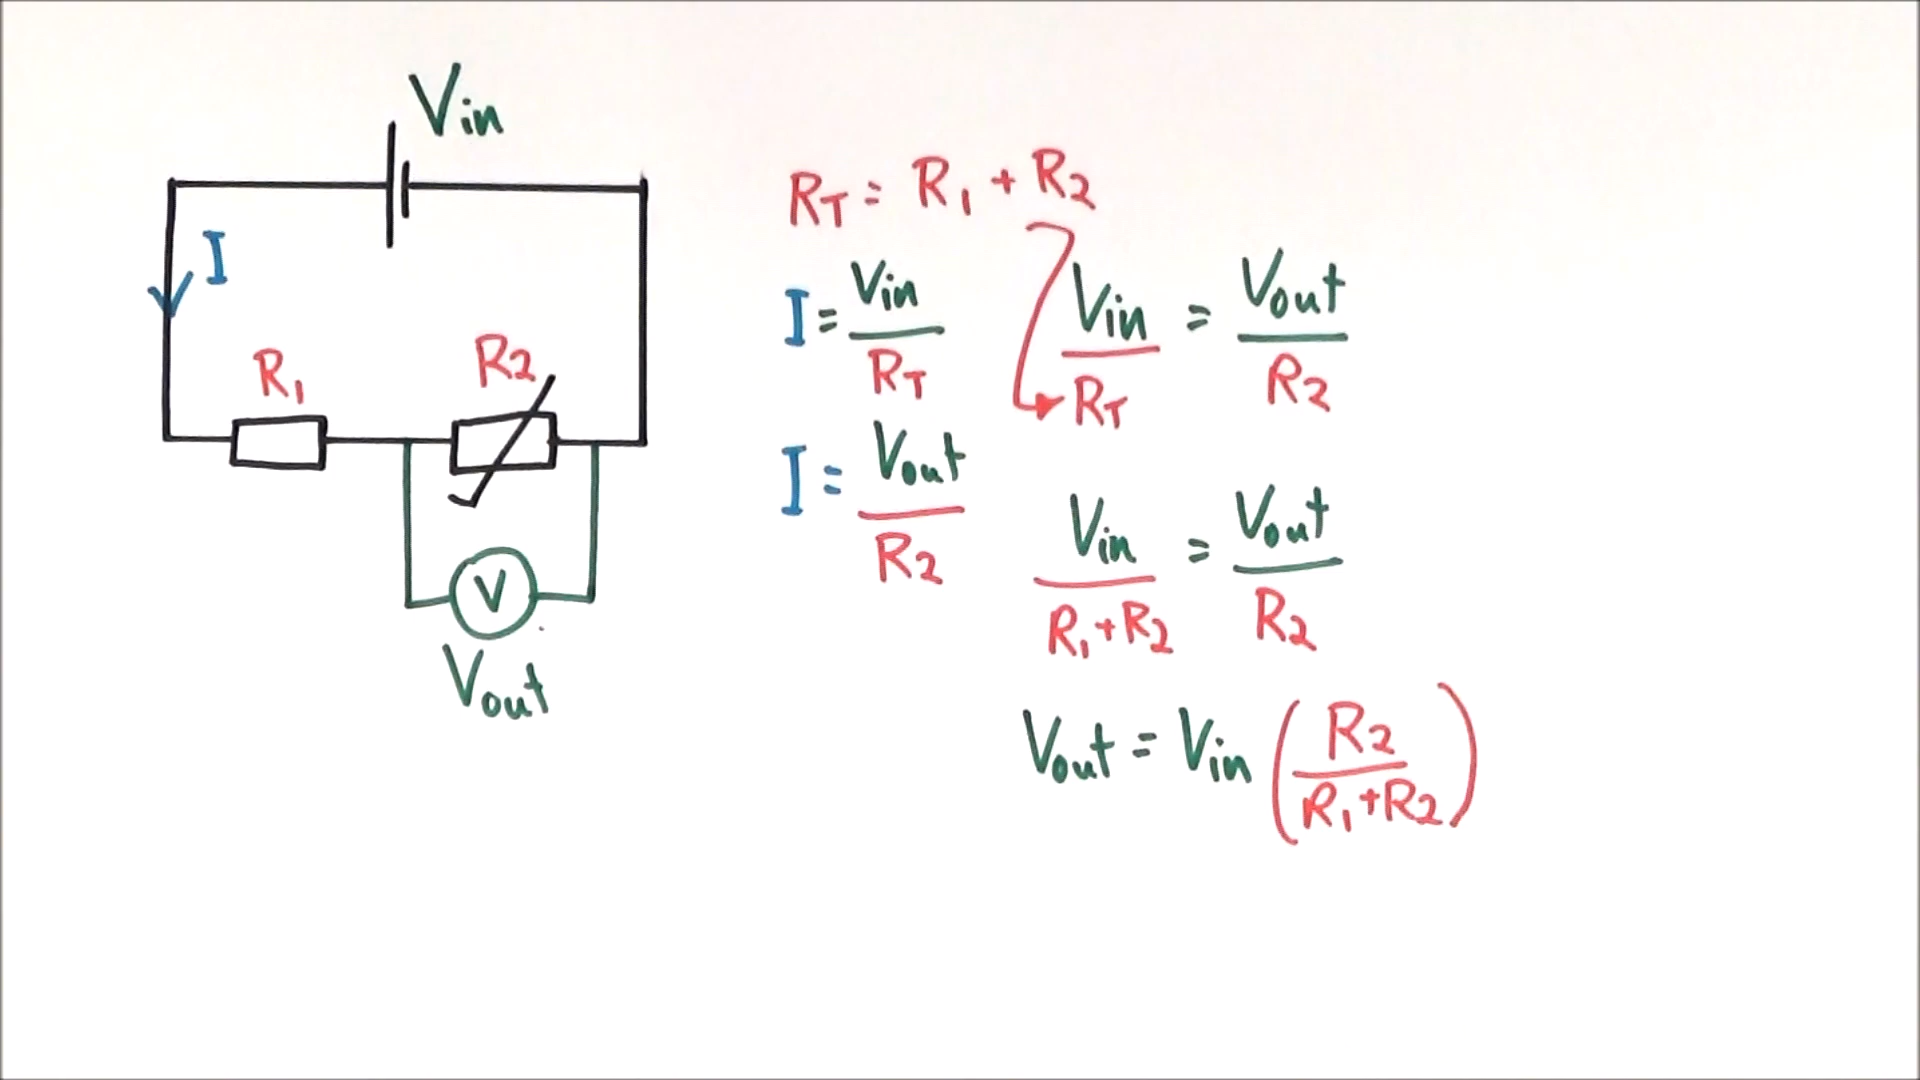 Vin
I
R1
R2
V
Vout
RT = R1 + R2
I = Vin/RT
Vin/RT = Vout/R2
I = Vout/R2
Vin/(R1+R2) = Vout/R2
Vout = Vin (R2/(R1+R2))